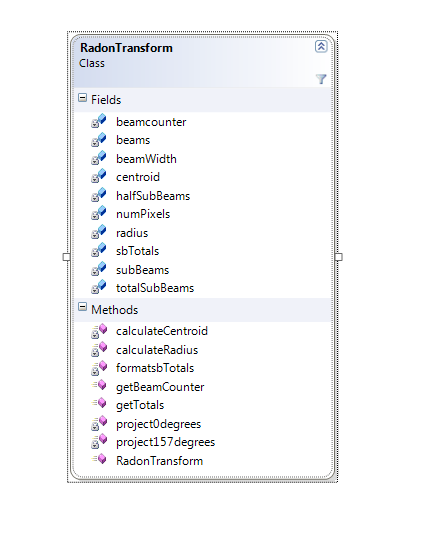 RadonTransform
Class
Fields
beamcounter
beams
beamWidth
centroid
halfSubBeams
numPixels
radius
sbTotals
subBeams
totalSubBeams
Methods
calculateCentroid
calculateRadius
formatsbTotals
getBeamCounter
getTotals
project0degrees
project157degrees
RadonTransform